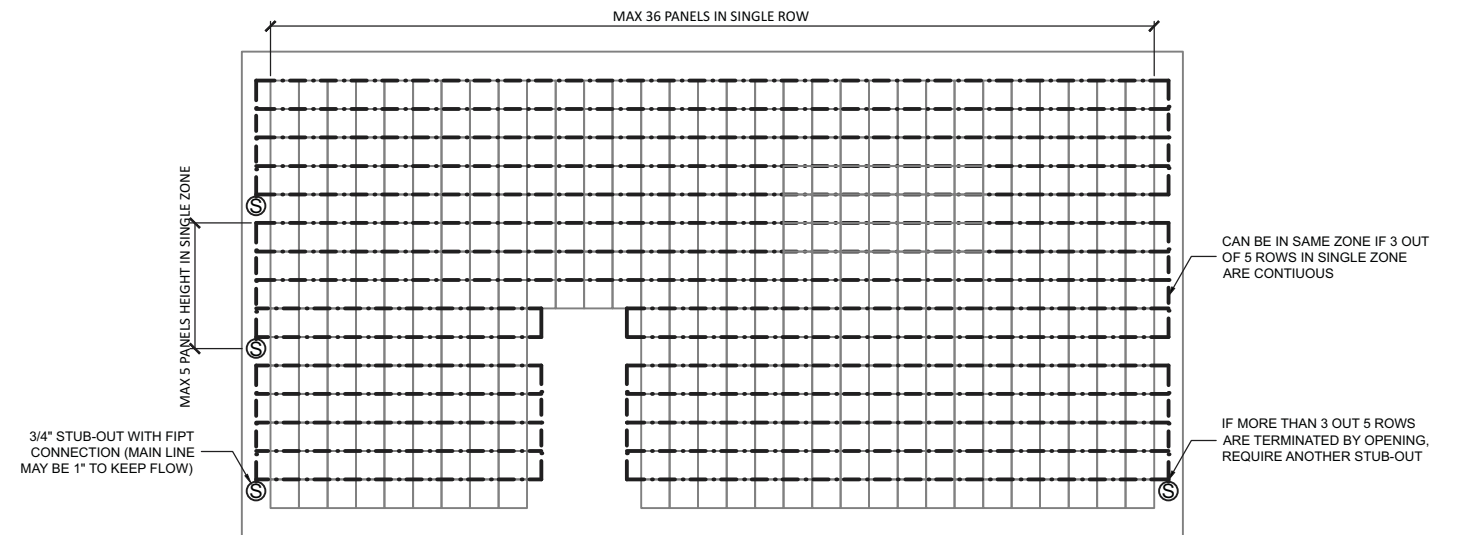 MAX 36 PANELS IN SINGLE ROW
MAX 5 PANELS HEIGHT IN SINGLE ZONE
S
S
CAN BE IN SAME ZONE IF 3 OUT
OF 5 ROWS IN SINGLE ZONE
ARE CONTIUOUS
3/4" STUB-OUT WITH FIPT
CONNECTION (MAIN LINE
MAY BE 1" TO KEEP FLOW)
S
IF MORE THAN 3 OUT 5 ROWS
ARE TERMINATED BY OPENING,
REQUIRE ANOTHER STUB-OUT
S